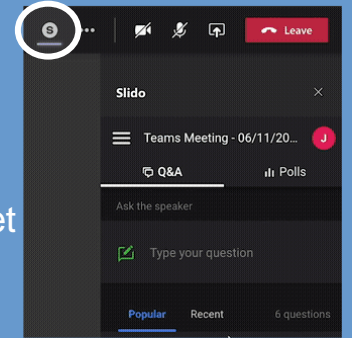 S ••• Leave
Slido
Teams Meeting - 06/11/20... J
Q&A Polls
Ask the speaker
et
Type your question
Popular Recent 6 questions